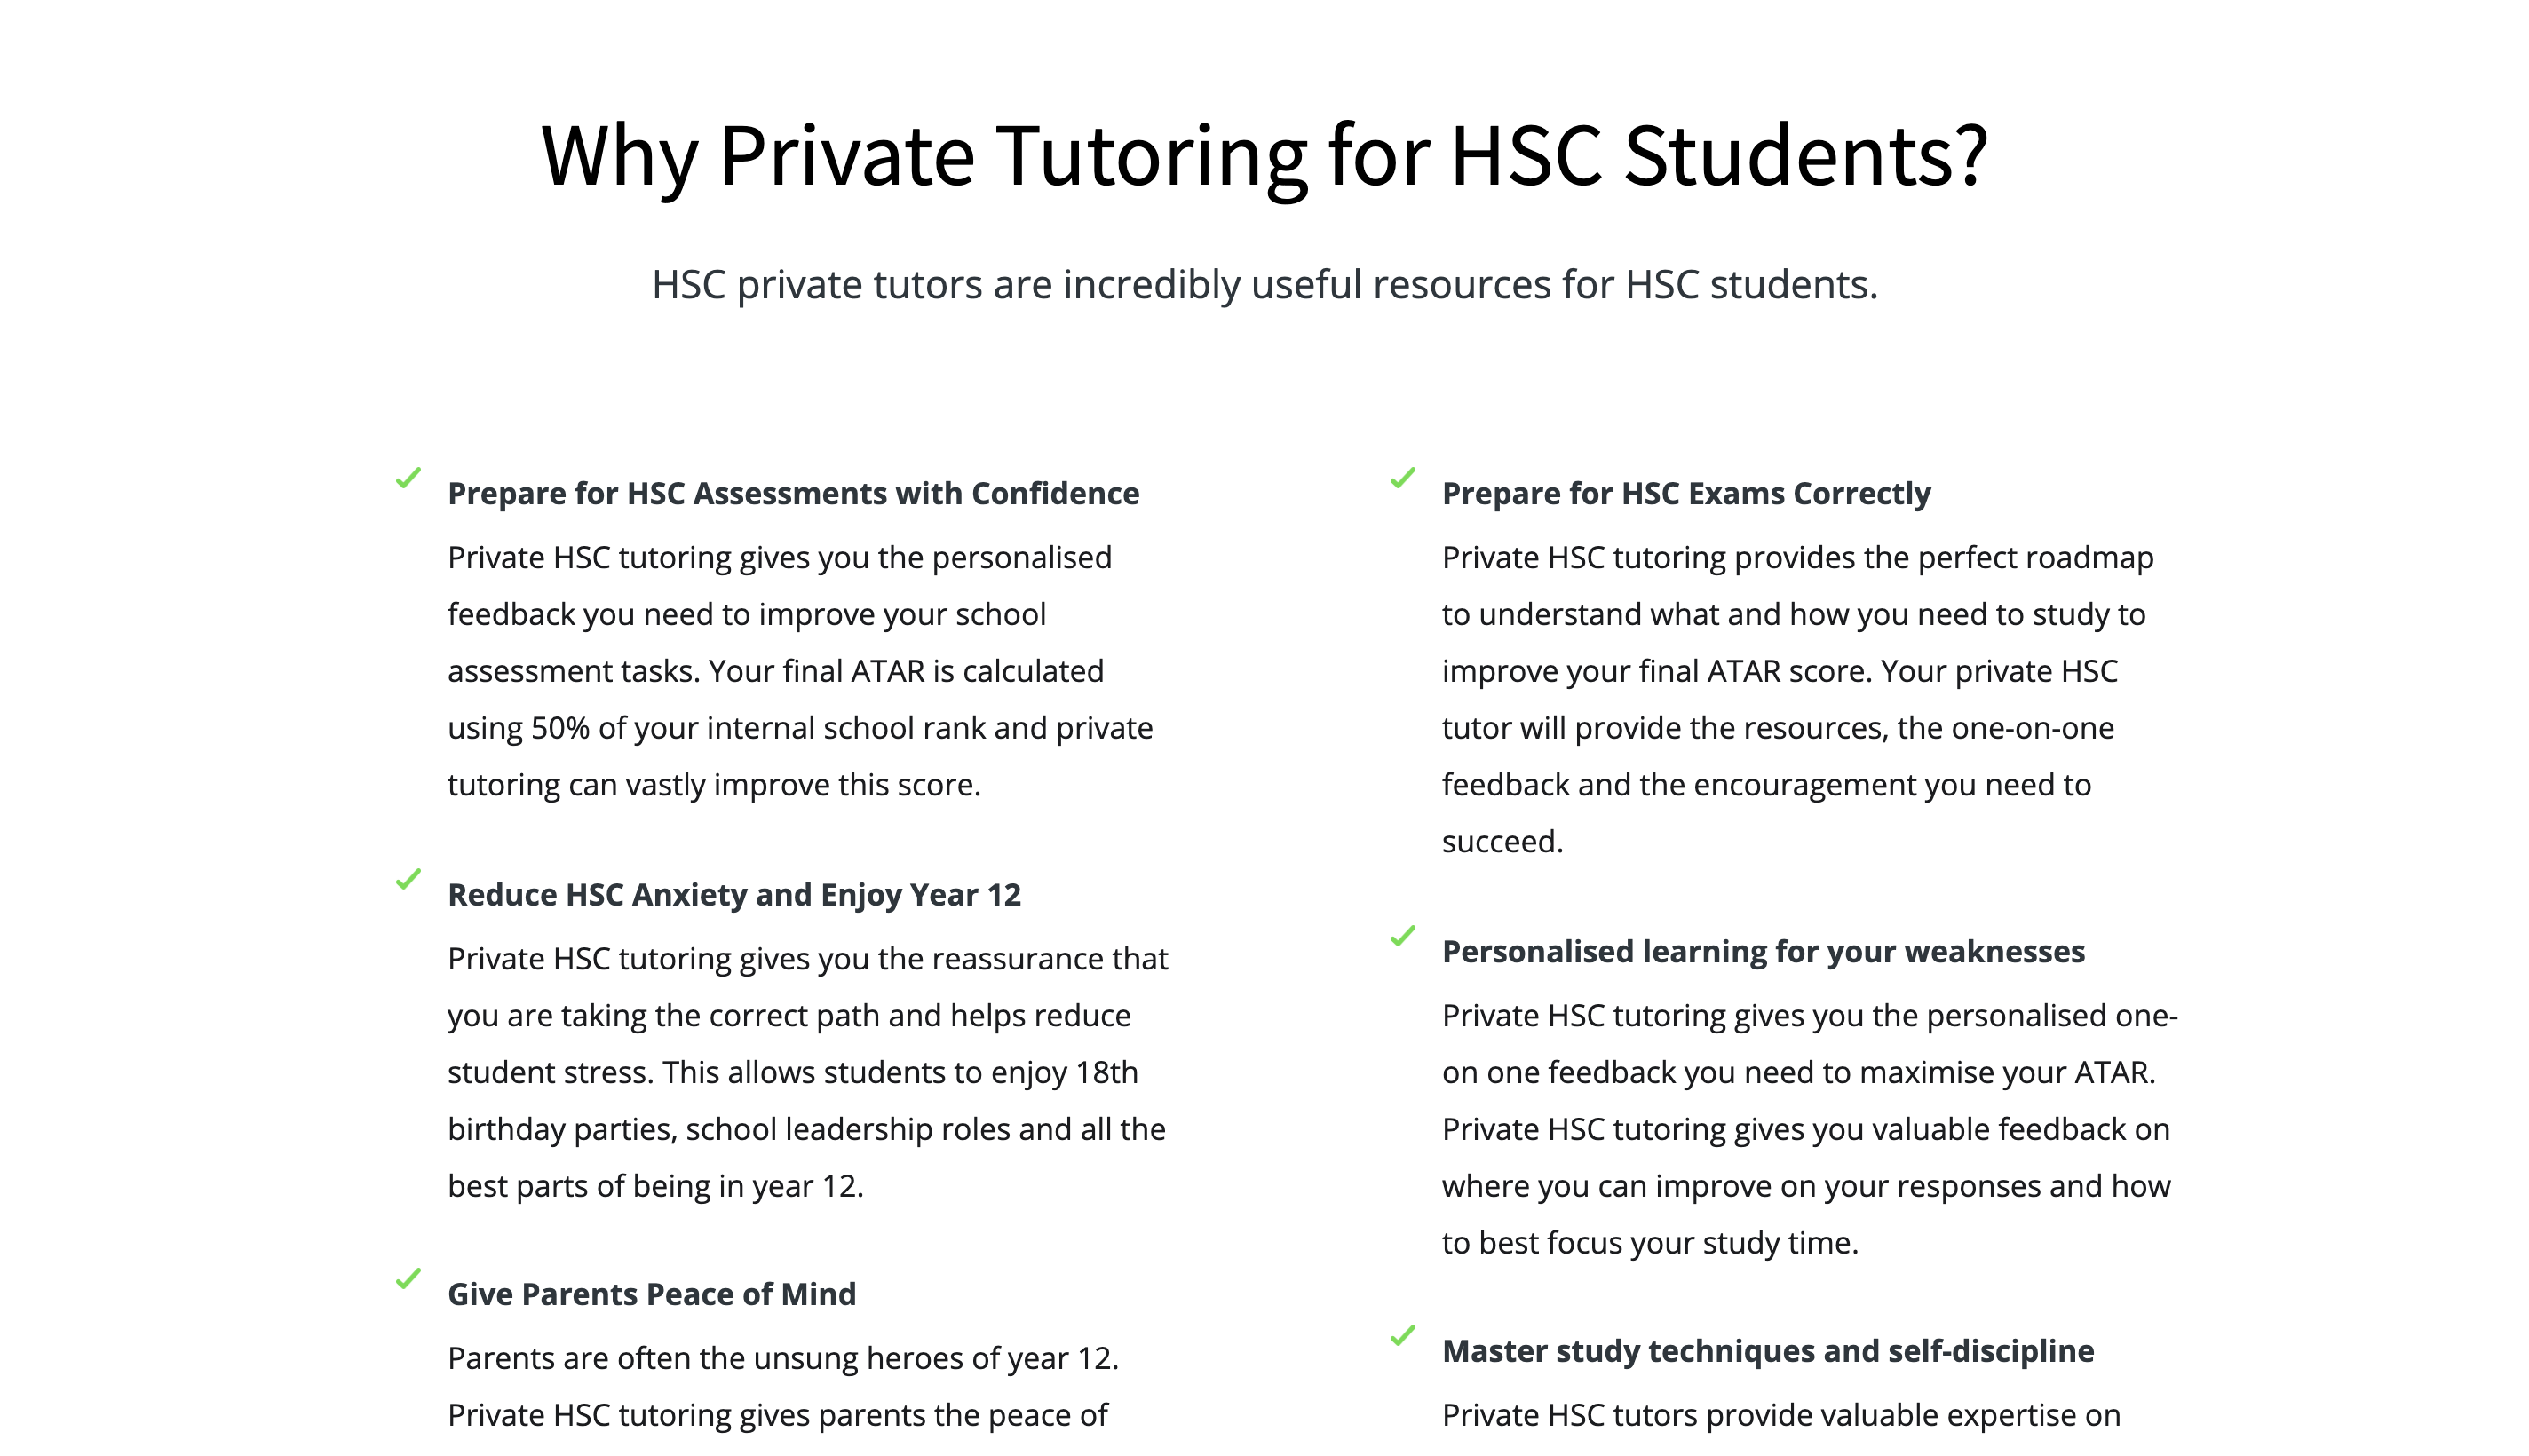 Why Private Tutoring for HSC Students?
HSC private tutors are incredibly useful resources for HSC students.
Prepare for HSC Assessments with Confidence
Private HSC tutoring gives you the personalised
feedback you need to improve your school
assessment tasks. Your final ATAR is calculated
using 50% of your internal school rank and private
tutoring can vastly improve this score.
Reduce HSC Anxiety and Enjoy Year 12
Private HSC tutoring gives you the reassurance that
you are taking the correct path and helps reduce
student stress. This allows students to enjoy 18th
birthday parties, school leadership roles and all the
best parts of being in year 12.
Give Parents Peace of Mind
Parents are often the unsung heroes of year 12.
Private HSC tutoring gives parents the peace of
Prepare for HSC Exams Correctly
Private HSC tutoring provides the perfect roadmap
to understand what and how you need to study to
improve your final ATAR score. Your private HSC
tutor will provide the resources, the one-on-one
feedback and the encouragement you need to
succeed.
Personalised learning for your weaknesses
Private HSC tutoring gives you the personalised one-
on one feedback you need to maximise your ATAR.
Private HSC tutoring gives you valuable feedback on
where you can improve on your responses and how
to best focus your study time.
Master study techniques and self-discipline
Private HSC tutors provide valuable expertise on